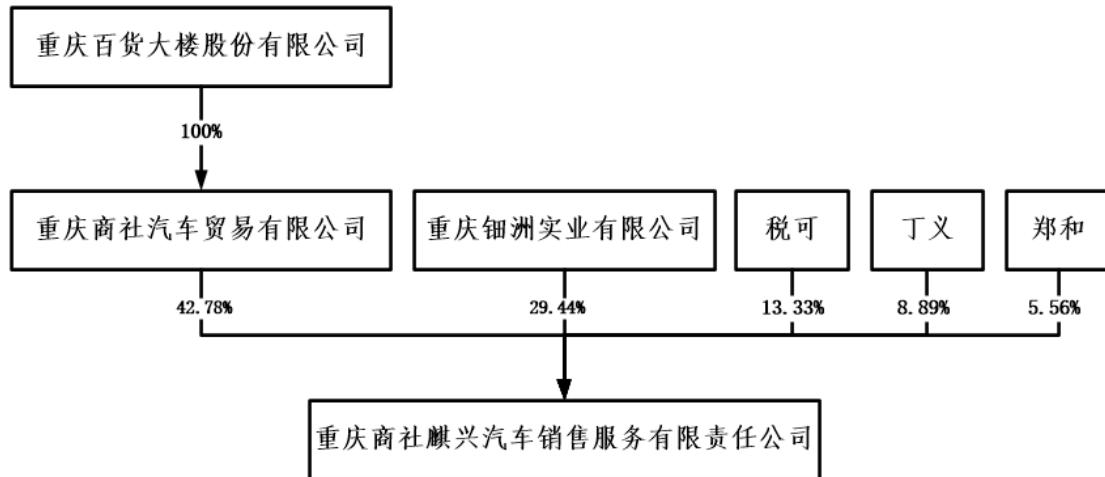 重庆百货大楼股份有限公司
100%
重庆商社汽车贸易有限公司
重庆钿洲实业有限公司
税可
丁义
郑和
42.78%
29.44%
13.33%
8.89%
5.56%
重庆商社麒兴汽车销售服务有限责任公司